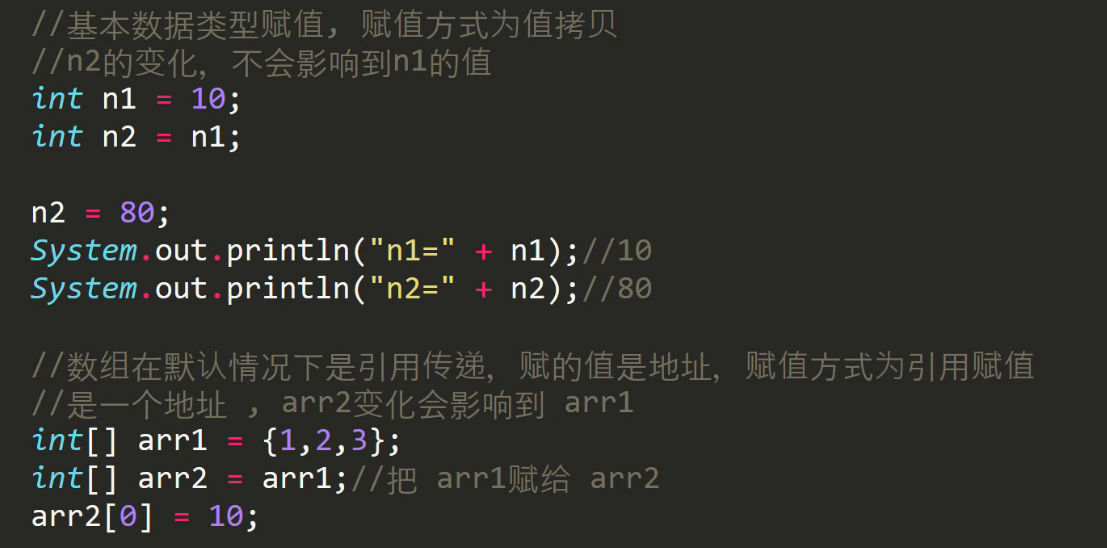 //基本数据类型赋值, 赋值方式为值拷贝
//n2的变化, 不会影响到n1的值
int n1 = 10;
int n2 = n1;
n2 = 80;
System.out.println("n1=" + n1);//10
System.out.println("n2=" + n2);//80
//数组在默认情况下是引用传递, 赋的值是地址, 赋值方式为引用赋值
//是一个地址 , arr2变化会影响到 arr1
int[] arr1 = {1,2,3};
int[] arr2 = arr1;//把 arr1赋给 arr2
arr2[0] = 10;